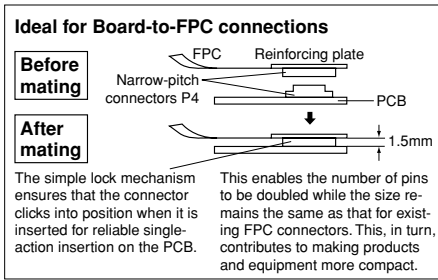 Ideal for Board-to-FPC connections
Before
mating
FPC
Reinforcing plate
Narrow-pitch
connectors P4
PCB
After
mating
1.5mm
The simple lock mechanism
ensures that the connector
clicks into position when it is
inserted for reliable single-
action insertion on the PCB.
This enables the number of pins
to be doubled while the size re-
mains the same as that for exist-
ing FPC connectors. This, in turn,
contributes to making products
and equipment more compact.